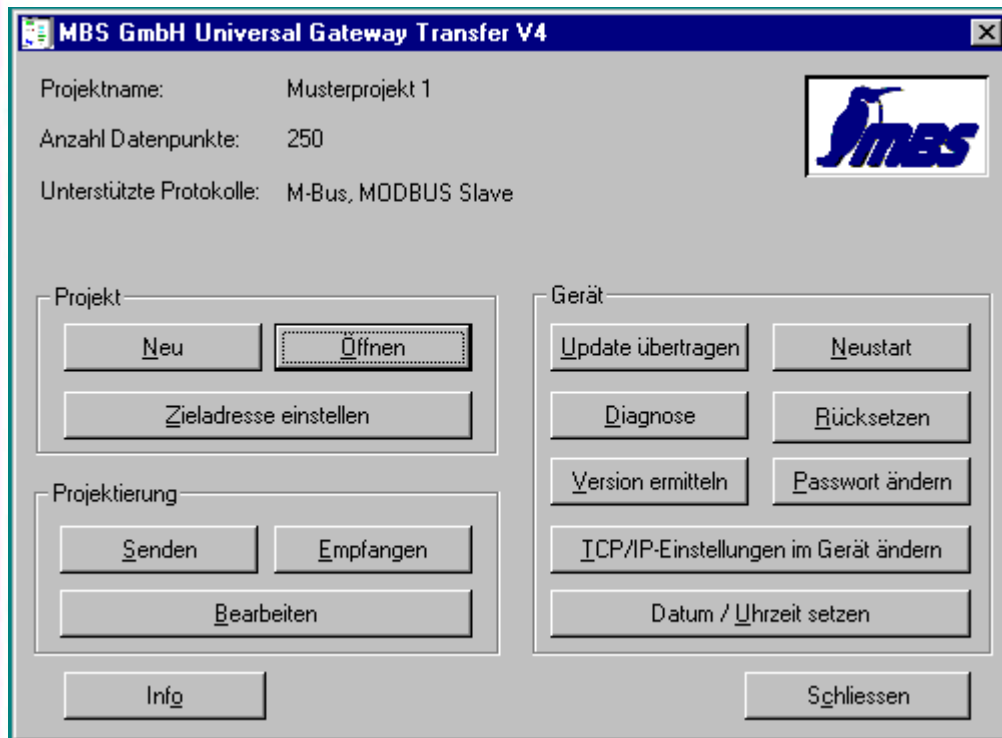 MBS GmbH Universal Gateway Transfer V4
Projektname: Musterprojekt 1
Anzahl Datenpunkte: 250
Unterstützte Protokolle: M-Bus, MODBUS Slave
MBS
Projekt
Neu Öffnen
Zieladresse einstellen
Projektierung
Senden Empfangen
Bearbeiten
Info
Gerät
Update übertragen Neustart
Diagnose Rücksetzen
Version ermitteln Passwort ändern
TCP/IP-Einstellungen im Gerät ändern
Datum / Uhrzeit setzen
Schliessen